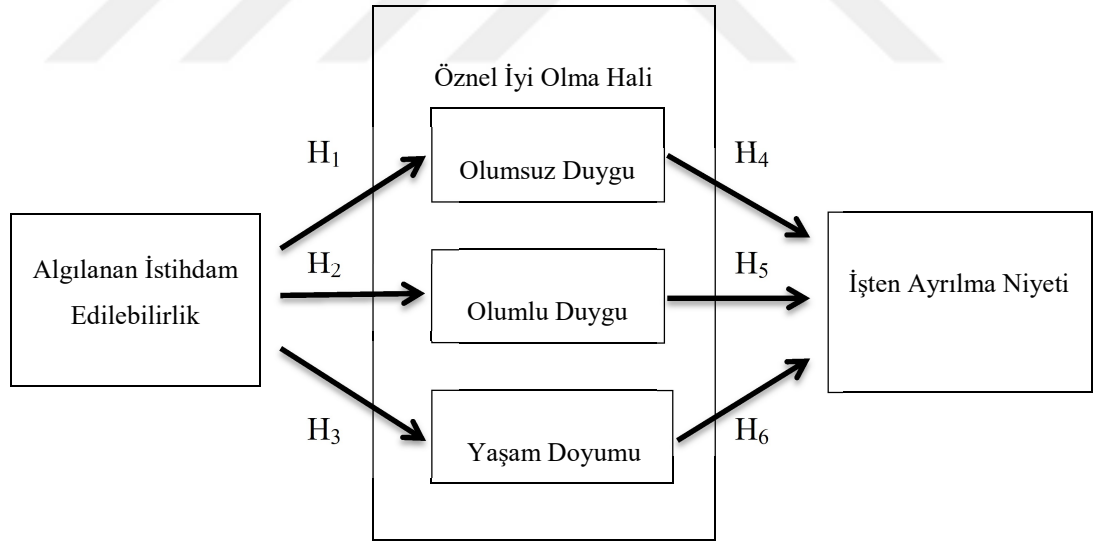 Öznel İyi Olma Hali
H₁
Olumsuz Duygu
H₄
Algılanan İstihdam
Edilebilirlik
H₂
Olumlu Duygu
H₅
İşten Ayrılma Niyeti
H₃
Yaşam Doyumu
H₆